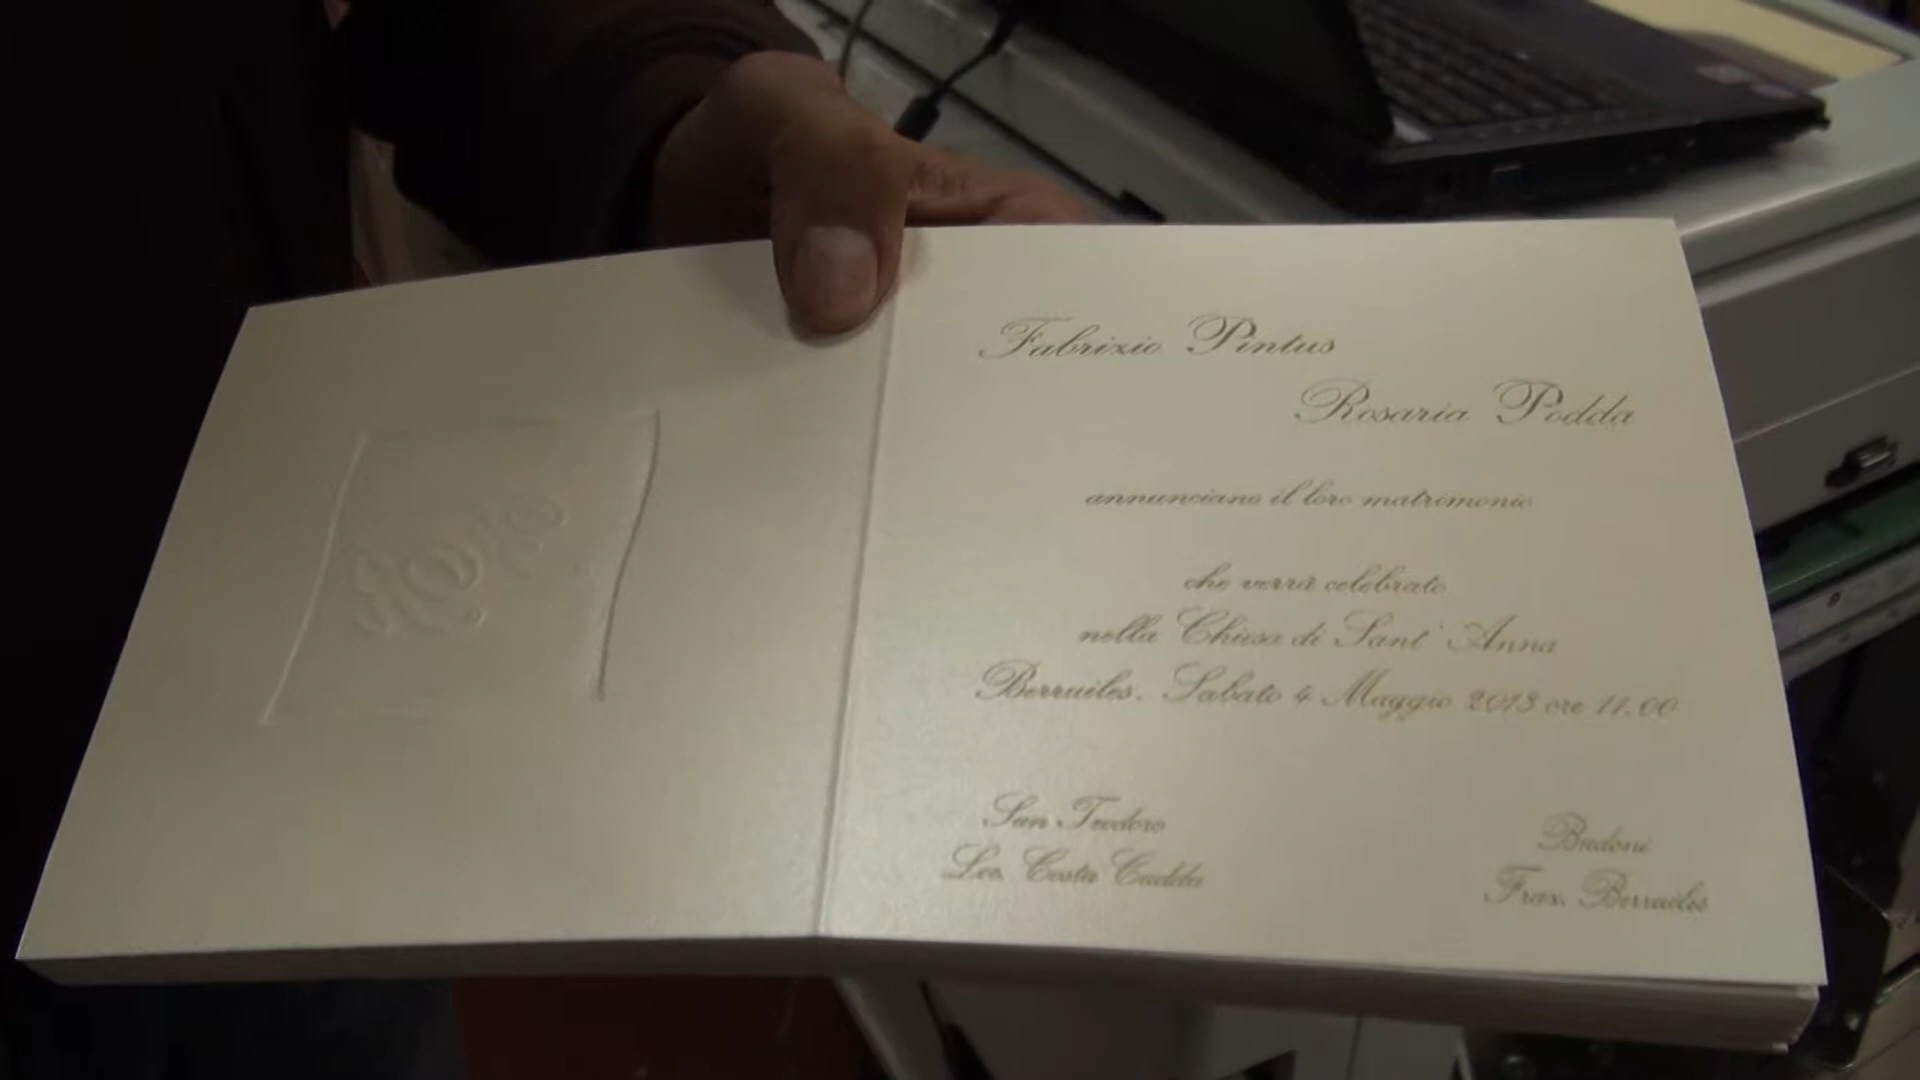 Fabrizio Pintus
Rosaria Podda
annunciano il loro matrimonio
che verrà celebrato
nella Chiesa di Sant' Anna
Berruiles. Sabato 4 Maggio 2013 ore 11.00
San Teodoro
Loc. Costa Caddu
Budoni
Fraz. Berruiles